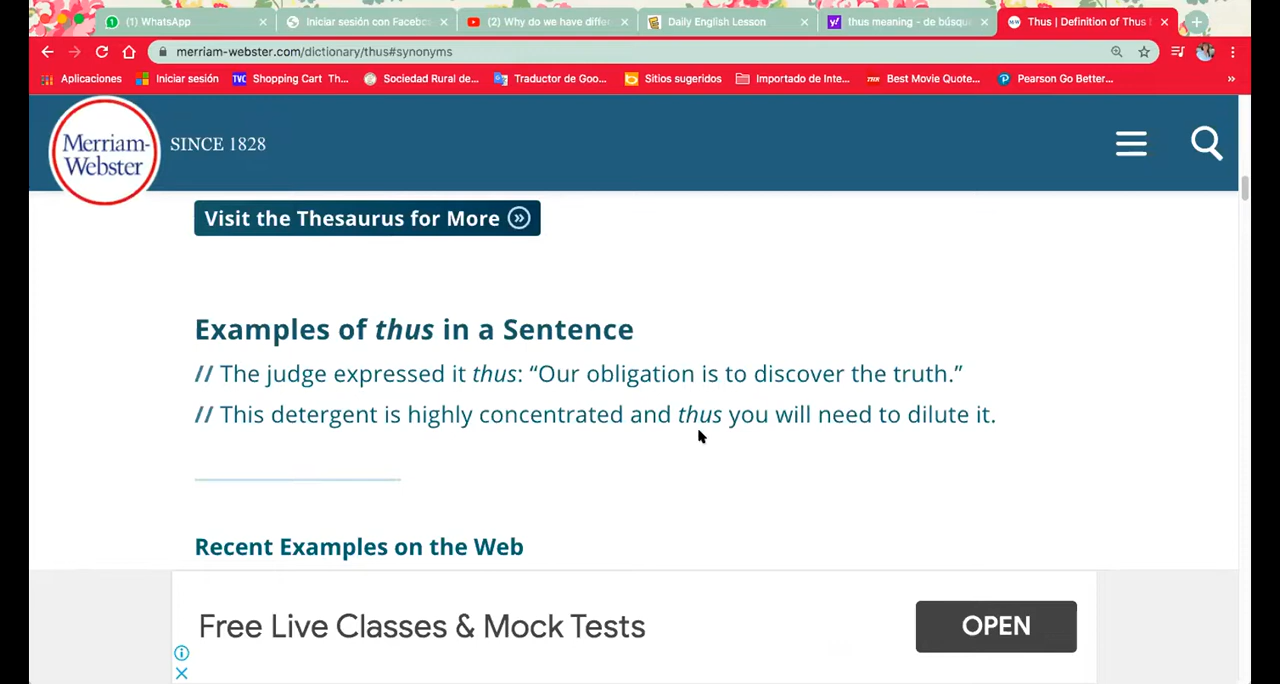 (1) WhatsApp
Iniciar sesión con Facebo
(2) Why do we have diffe
Daily English Lesson
thus meaning - de búsqu
Thus | Definition of Thus
merriam-webster.com/dictionary/thus#synonyms
Aplicaciones
Iniciar sesión
TVC Shopping Cart Th...
Sociedad Rural de...
Traductor de Goo...
Sitios sugeridos
Importado de Inte...
Best Movie Quote...
Pearson Go Better...
»
Merriam-
Webster
SINCE 1828
Visit the Thesaurus for More »
Examples of thus in a Sentence
// The judge expressed it thus: “Our obligation is to discover the truth.”
// This detergent is highly concentrated and thus you will need to dilute it.
Recent Examples on the Web
Free Live Classes & Mock Tests
OPEN